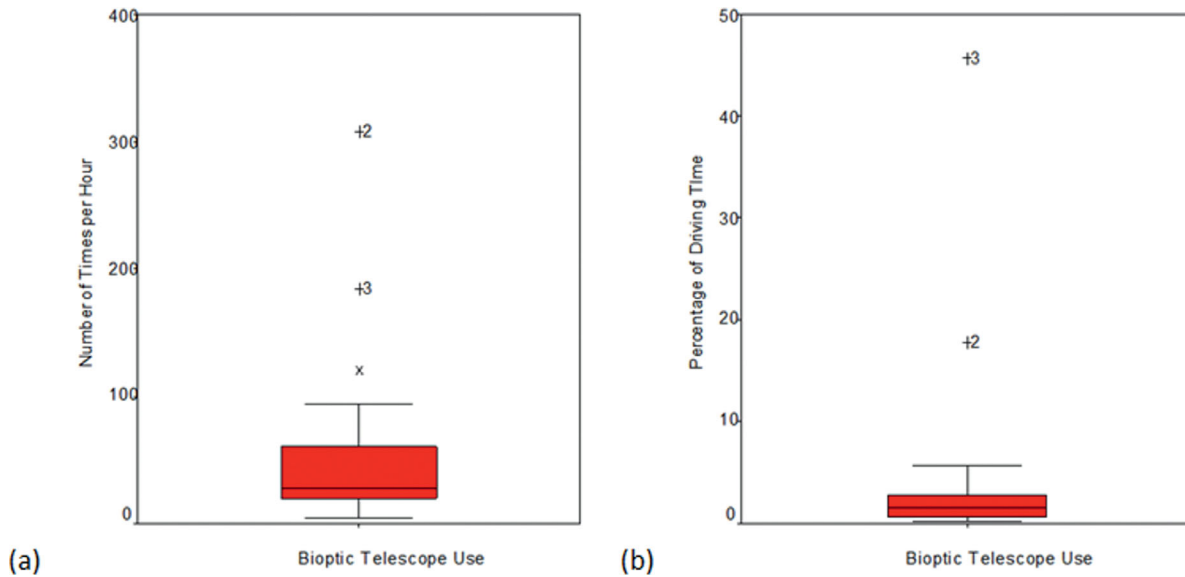 400
300
200
100
0
Number of Times per Hour
+2
+3
x
Bioptic Telescope Use
(a)
50
40
30
20
10
0
Percentage of Driving TIme
+3
+2
Bioptic Telescope Use
(b)